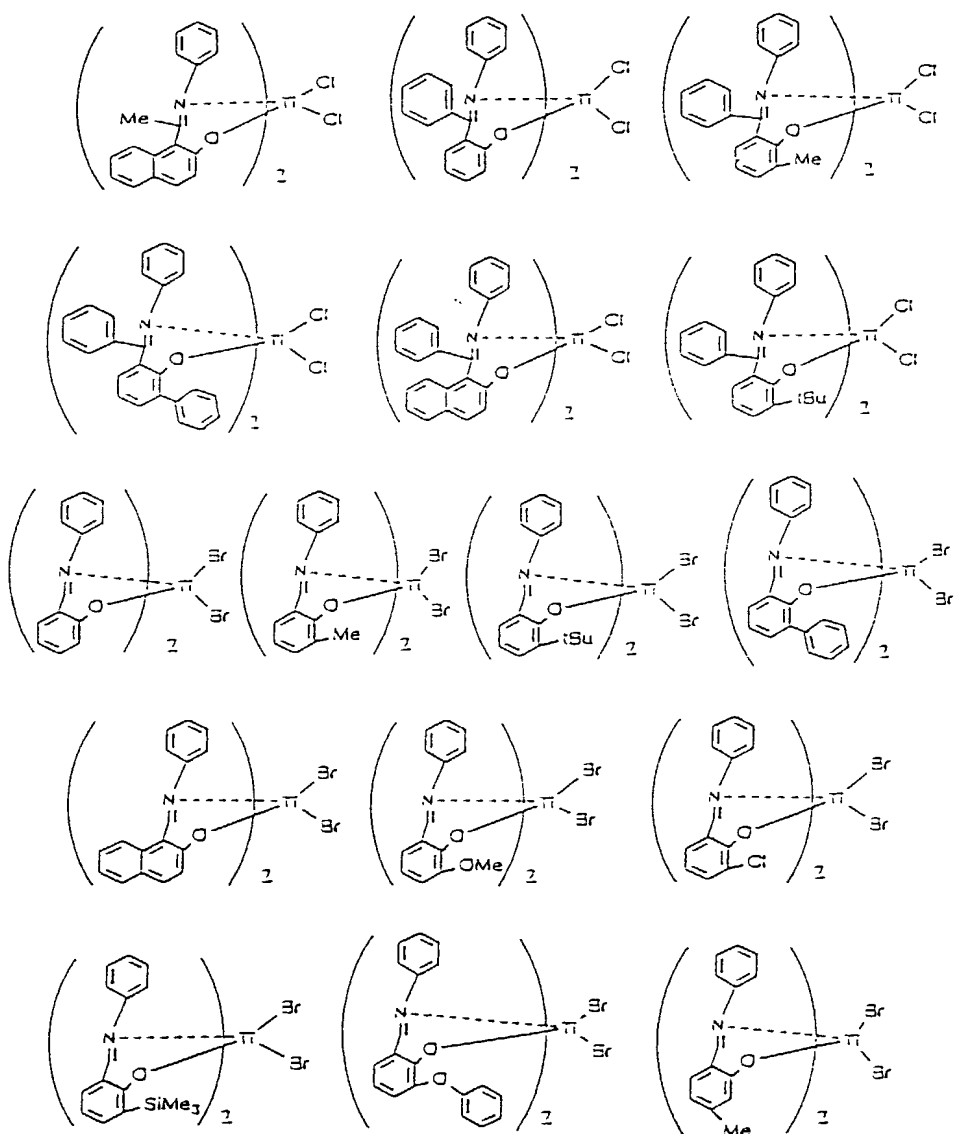 Me N O Ti Cl Cl 2
N O Ti Cl Cl 2
N O Me Ti Cl Cl 2
N O Ti Cl Cl 2
N O Ti Cl Cl 2
N O tBu Ti Cl Cl 2
N O Ti Br Br 2
N O Me Ti Br Br 2
N O tBu Ti Br Br 2
N O Ti Br Br 2
N O Ti Br Br 2
N O OMe Ti Br Br 2
N O Cl Ti Br Br 2
N O SiMe3 Ti Br Br 2
N O O Ti Br Br 2
N O Me Ti Br Br 2